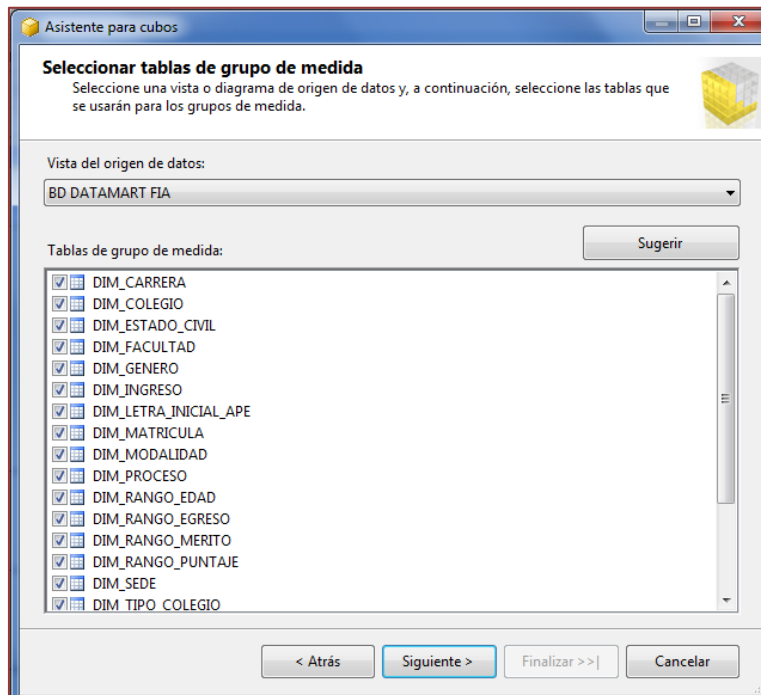 Asistente para cubos
Seleccionar tablas de grupo de medida
Seleccione una vista o diagrama de origen de datos y, a continuación, seleccione las tablas que
se usarán para los grupos de medida.
Vista del origen de datos:
BD DATAMART FIA
Sugerir
Tablas de grupo de medida:
DIM_CARRERA
DIM_COLEGIO
DIM_ESTADO_CIVIL
DIM_FACULTAD
DIM_GENERO
DIM_INGRESO
DIM_LETRA_INICIAL_APE
DIM_MATRICULA
DIM_MODALIDAD
DIM_PROCESO
DIM_RANGO_EDAD
DIM_RANGO_EGRESO
DIM_RANGO_MERITO
DIM_RANGO_PUNTAJE
DIM_SEDE
DIM_TIPO_COLEGIO
< Atrás
Siguiente >
Finalizar >>|
Cancelar